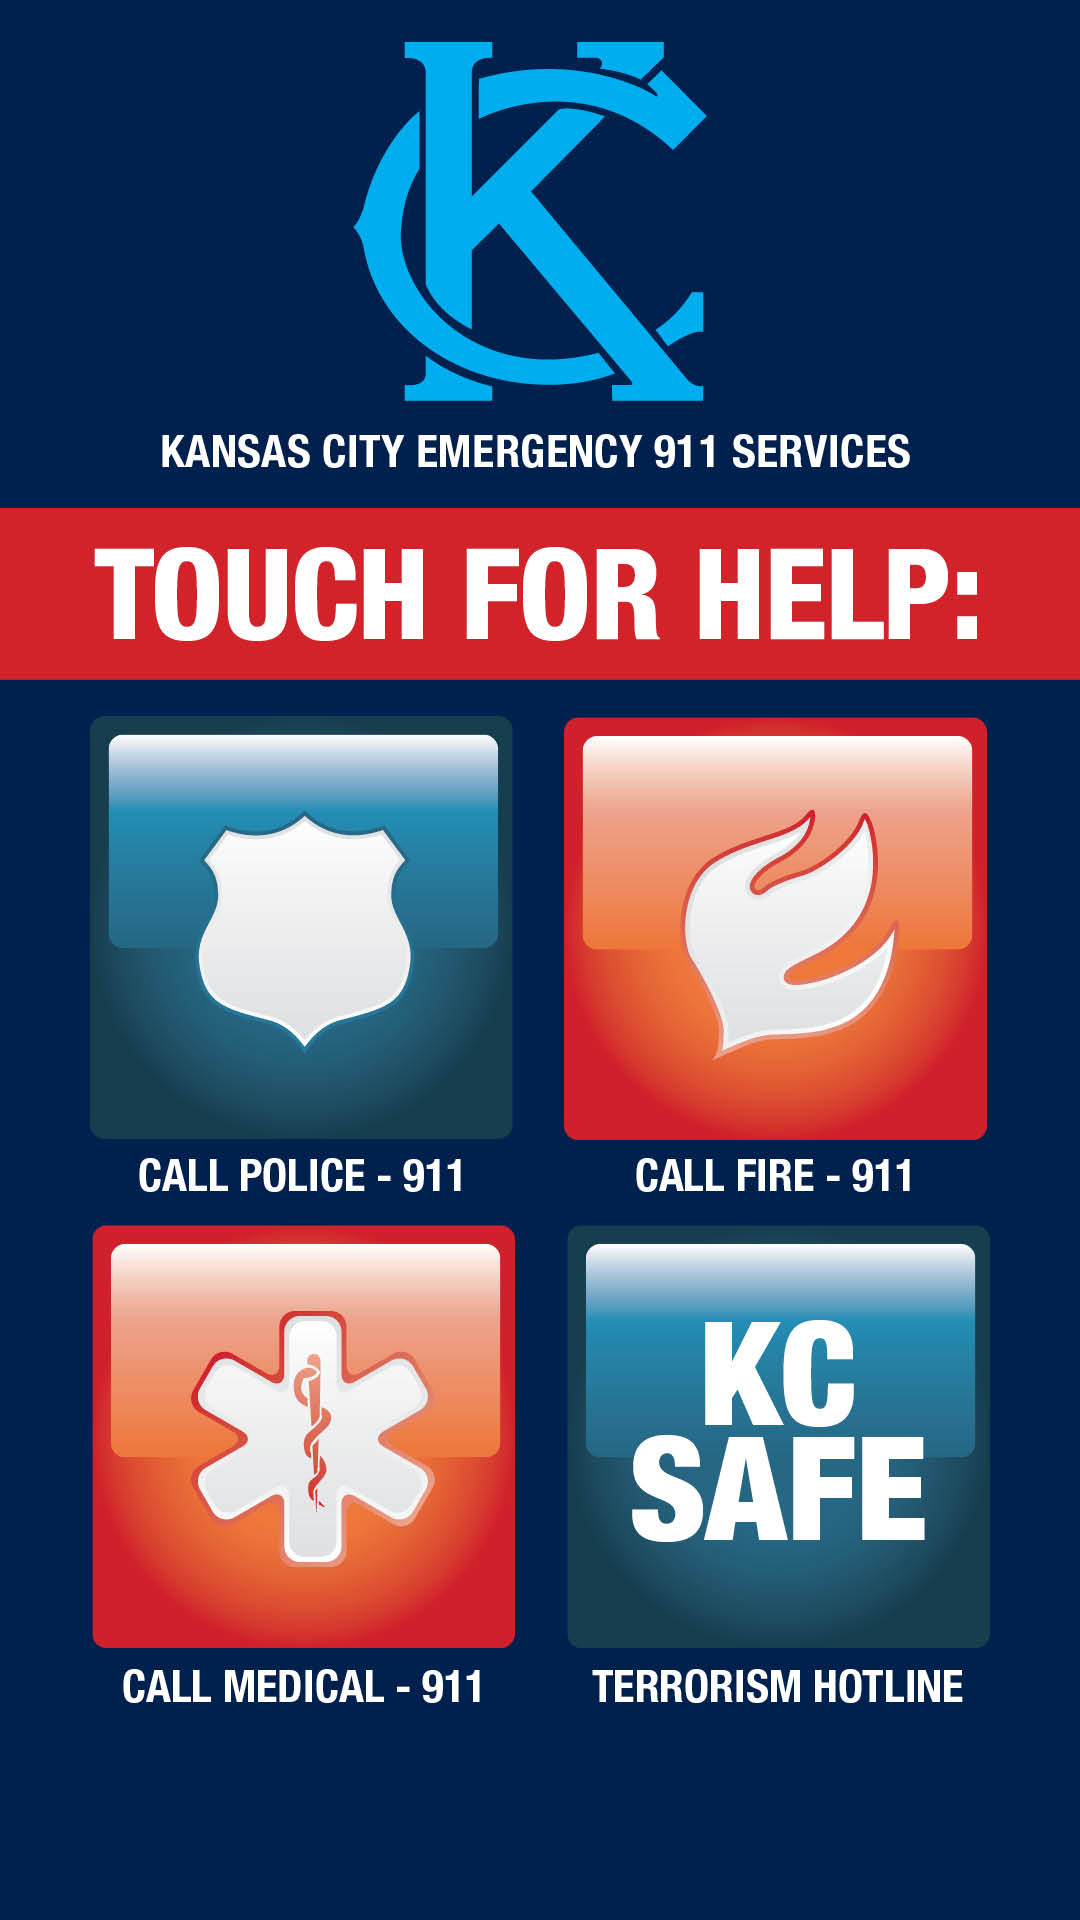 KC
KANSAS CITY EMERGENCY 911 SERVICES
TOUCH FOR HELP:
CALL POLICE - 911
CALL FIRE - 911
KC
SAFE
CALL MEDICAL - 911
TERRORISM HOTLINE